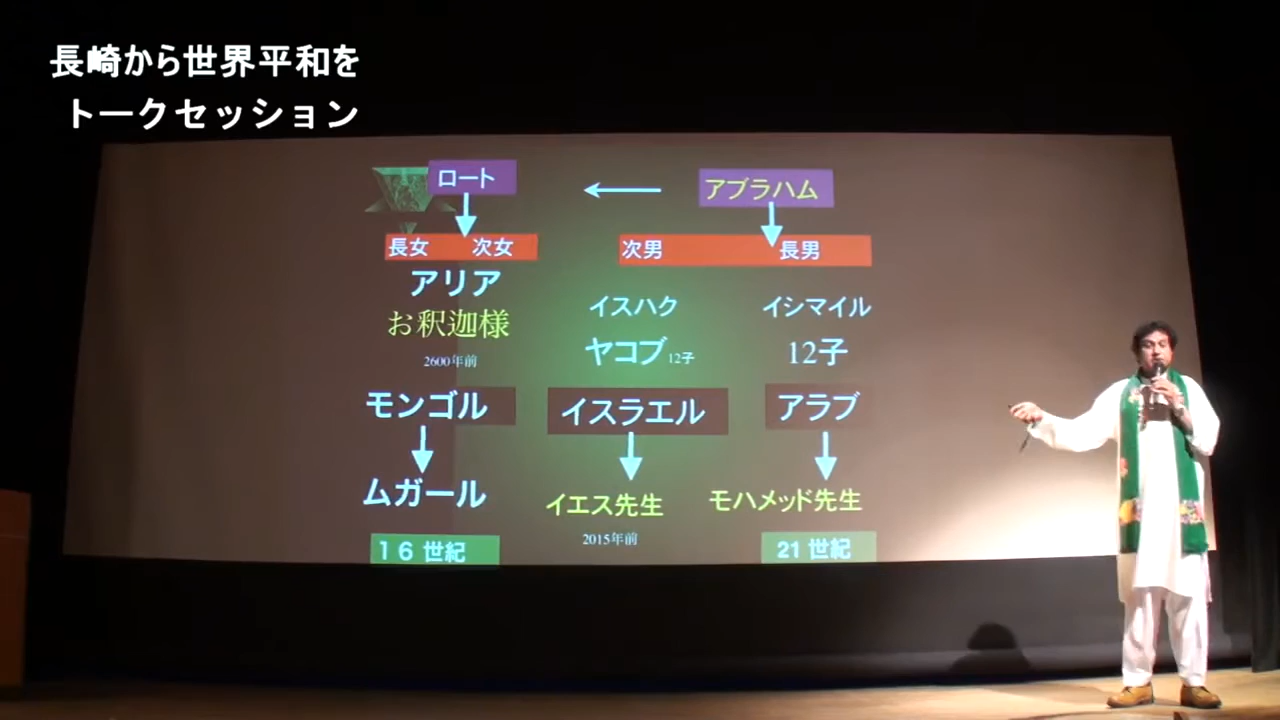 長崎から世界平和を
トークセッション
ロート
アブラハム
長女 次女
次男 長男
アリア
イスハク
イシマイル
お釈迦様
ヤコブ 12子
12子
2600年前
モンゴル
イスラエル
アラブ
ムガール
イエス先生
モハメッド先生
2015年前
16世紀
21世紀